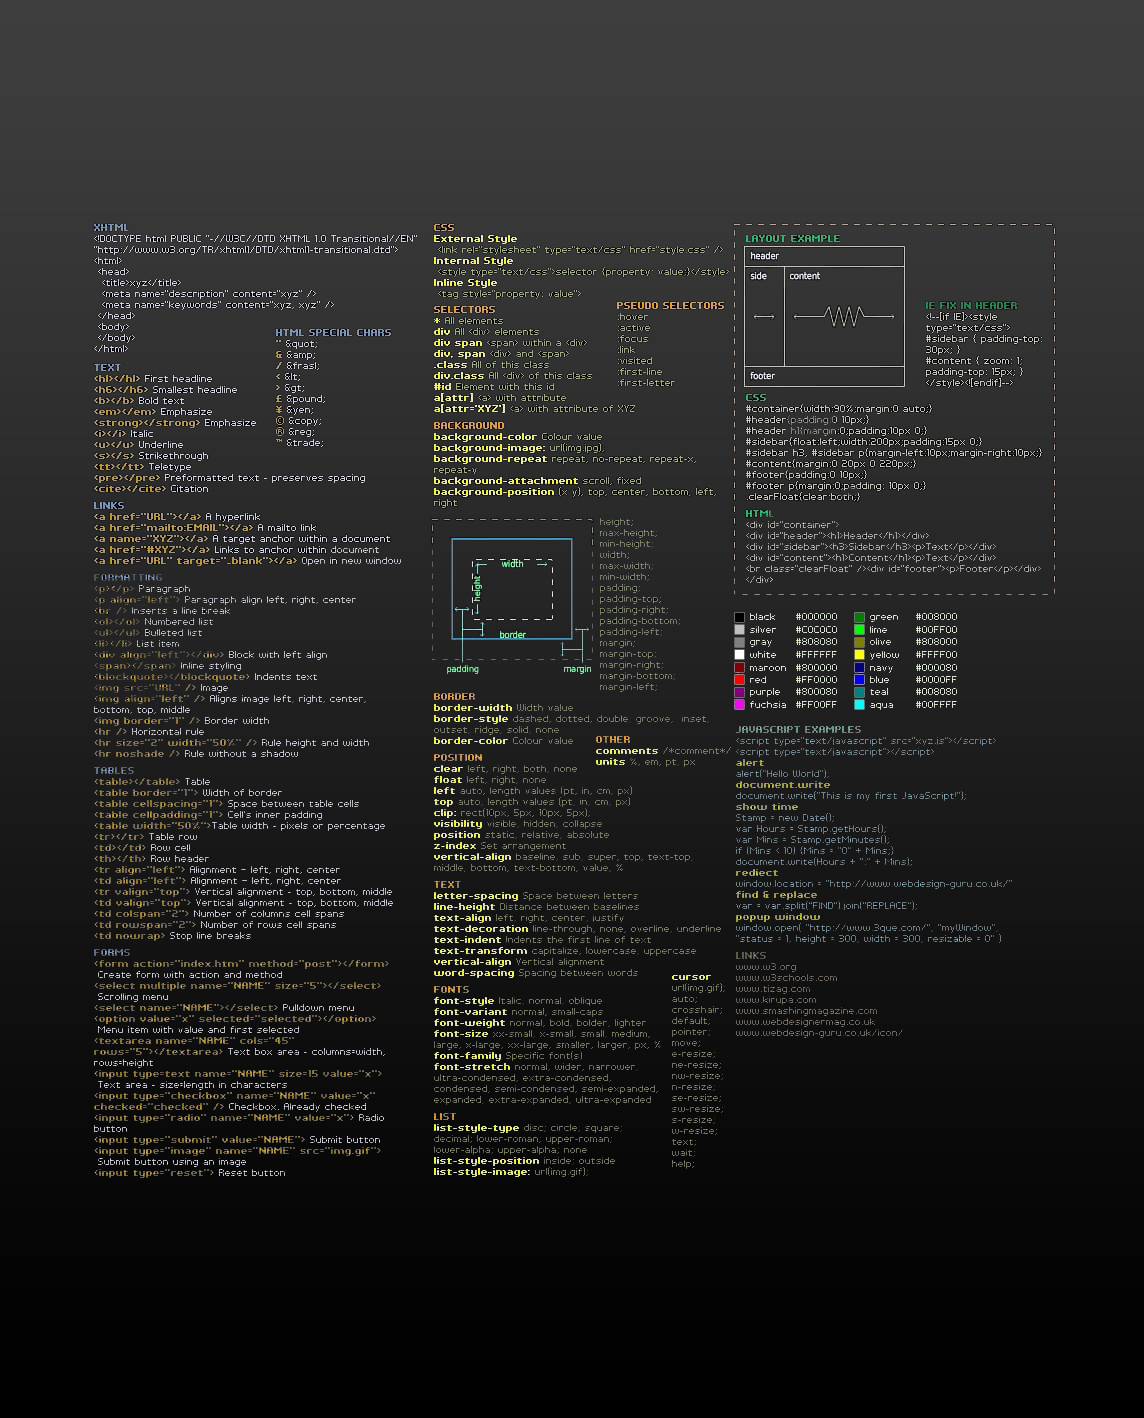 XHTML
<!DOCTYPE html PUBLIC "-//W3C//DTD XHTML 1.0 Transitional//EN"
"http://www.w3.org/TR/xhtml1/DTD/xhtml1-transitional.dtd">
<html>
<head>
<title>xyz</title>
<meta name="description" content="xyz" />
<meta name="keywords" content="xyz, xyz" />
</head>
<body>
</body>
</html>
HTML SPECIAL CHARS
" &quot;
& &amp;
/ &frasl;
< &lt;
> &gt;
£ &pound;
¥ &yen;
© &copy;
® &reg;
™ &trade;
TEXT
<h1></h1> First headline
<h6></h6> Smallest headline
<b></b> Bold text
<em></em> Emphasize
<strong></strong> Emphasize
<i></i> Italic
<u></u> Underline
<s></s> Strikethrough
<tt></tt> Teletype
<pre></pre> Preformatted text - preserves spacing
<cite></cite> Citation
LINKS
<a href="URL"></a> A hyperlink
<a href="mailto:EMAIL"></a> A mailto link
<a name="XYZ"></a> A target anchor within a document
<a href="#XYZ"></a> Links to anchor within document
<a href="URL" target="_blank"></a> Open in new window
FORMATTING
<p></p> Paragraph
<p align="left"> Paragraph align left, right, center
<br /> Inserts a line break
<ol></ol> Numbered list
<ul></ul> Bulleted list
<li></li> List item
<div align="left"></div> Block with left align
<span></span> Inline styling
<blockquote></blockquote> Indents text
<img src="URL" /> Image
<img align="left" /> Aligns image left, right, center,
bottom, top, middle
<img border="1" /> Border width
<hr /> Horizontal rule
<hr size="2" width="50%" /> Rule height and width
<hr noshade /> Rule without a shadow
TABLES
<table></table> Table
<table border="1"> Width of border
<table cellspacing="1"> Space between table cells
<table cellpadding="1"> Cell's inner padding
<table width="50%">Table width - pixels or percentage
<tr></tr> Table row
<td></td> Row cell
<th></th> Row header
<tr align="left"> Alignment - left, right, center
<td align="left"> Alignment - left, right, center
<tr valign="top"> Vertical alignment - top, bottom, middle
<td valign="top"> Vertical alignment - top, bottom, middle
<td colspan="2"> Number of columns cell spans
<td rowspan="2"> Number of rows cell spans
<td nowrap> Stop line breaks
FORMS
<form action="index.htm" method="post"></form>
Create form with action and method
<select multiple name="NAME" size="5"></select>
Scrolling menu
<select name="NAME"></select> Pulldown menu
<option value="x" selected="selected"></option>
Menu item with value and first selected
<textarea name="NAME" cols="45"
rows="5"></textarea> Text box area - columns=width,
rows=height
<input type=text name="NAME" size=15 value="x">
Text area - size=length in characters
<input type="checkbox" name="NAME" value="x"
checked="checked" /> Checkbox. Already checked
<input type="radio" name="NAME" value="x"> Radio
button
<input type="submit" value="NAME"> Submit button
<input type="image" name="NAME" src="img.gif">
Submit button using an image
<input type="reset"> Reset button
CSS
External Style
<link rel="stylesheet" type="text/css" href="style.css" />
Internal Style
<style type="text/css">selector {property: value;}</style>
Inline Style
<tag style="property: value">
SELECTORS
* All elements
div All <div> elements
div span <span> within a <div>
div, span <div> and <span>
.class All of this class
div.class All <div> of this class
#id Element with this id
a[attr] <a> with attribute
a[attr='XYZ'] <a> with attribute of XYZ
PSEUDO SELECTORS
:hover
:active
:focus
:link
:visited
:first-line
:first-letter
BACKGROUND
background-color Colour value
background-image: url(img.jpg),
background-repeat repeat, no-repeat, repeat-x,
repeat-y
background-attachment scroll, fixed
background-position (x y), top, center, bottom, left,
right
width
height
border
padding
margin
height;
max-height;
min-height;
width;
max-width;
min-width;
padding;
padding-top;
padding-right;
padding-bottom;
padding-left;
margin;
margin-top;
margin-right;
margin-bottom;
margin-left;
BORDER
border-width Width value
border-style dashed, dotted, double, groove, inset,
outset, ridge, solid, none
border-color Colour value
OTHER
comments /*comment*/
units %, em, pt, px
POSITION
clear left, right, both, none
float left, right, none
left auto, length values (pt, in, cm, px)
top auto, length values (pt, in, cm, px)
clip: rect(10px, 5px, 10px, 5px);
visibility visible, hidden, collapse
position static, relative, absolute
z-index Set arrangement
vertical-align baseline, sub, super, top, text-top,
middle, bottom, text-bottom, value, %
TEXT
letter-spacing Space between letters
line-height Distance between baselines
text-align left, right, center, justify
text-decoration line-through, none, overline, underline
text-indent Indents the first line of text
text-transform capitalize, lowercase, uppercase
vertical-align Vertical alignment
word-spacing Spacing between words
FONTS
font-style Italic, normal, oblique
font-variant normal, small-caps
font-weight normal, bold, bolder, lighter
font-size xx-small, x-small, small, medium,
large, x-large, xx-large, smaller, larger, px, %
font-family Specific font(s)
font-stretch normal, wider, narrower,
ultra-condensed, extra-condensed,
condensed, semi-condensed, semi-expanded,
expanded, extra-expanded, ultra-expanded
LIST
list-style-type disc; circle; square;
decimal; lower-roman; upper-roman;
lower-alpha; upper-alpha; none
list-style-position inside; outside
list-style-image: url(img.gif);
cursor
url(img.gif);
auto;
crosshair;
default;
pointer;
move;
e-resize;
ne-resize;
nw-resize;
n-resize;
se-resize;
sw-resize;
s-resize;
w-resize;
text;
wait;
help;
LAYOUT EXAMPLE
header
side
content
footer
IE FIX IN HEADER
<!--[if IE]><style
type="text/css">
#sidebar { padding-top:
30px; }
#content { zoom: 1;
padding-top: 15px; }
</style><![endif]-->
CSS
#container{width:90%;margin:0 auto;}
#header{padding:0 10px;}
#header h1{margin:0;padding:10px 0;}
#sidebar{float:left;width:200px;padding:15px 0;}
#sidebar h3, #sidebar p{margin-left:10px;margin-right:10px;}
#content{margin:0 20px 0 220px;}
#footer{padding:0 10px;}
#footer p{margin:0;padding: 10px 0;}
.clearFloat{clear:both;}
HTML
<div id="container">
<div id="header"><h1>Header</h1></div>
<div id="sidebar"><h3>Sidebar</h3><p>Text</p></div>
<div id="content"><h1>Content</h1><p>Text</p></div>
<br class="clearFloat" /><div id="footer"><p>Footer</p></div>
</div>
black #000000 green #008000
silver #C0C0C0 lime #00FF00
gray #808080 olive #808000
white #FFFFFF yellow #FFFF00
maroon #800000 navy #000080
red #FF0000 blue #0000FF
purple #800080 teal #008080
fuchsia #FF00FF aqua #00FFFF
JAVASCRIPT EXAMPLES
<script type="text/javascript" src="xyz.js"></script>
<script type="text/javascript"></script>
alert
alert("Hello World");
document.write
document.write("This is my first JavaScript!");
show time
Stamp = new Date();
var Hours = Stamp.getHours();
var Mins = Stamp.getMinutes();
if (Mins < 10) {Mins = "0" + Mins;}
document.write(Hours + ":" + Mins);
rediect
window.location = "http://www.webdesign-guru.co.uk/"
find & replace
var = var.split("FIND").join("REPLACE");
popup window
window.open( "http://www.3que.com/", "myWindow",
"status = 1, height = 300, width = 300, resizable = 0" )
LINKS
www.w3.org
www.w3schools.com
www.tizag.com
www.kirupa.com
www.smashingmagazine.com
www.webdesignermag.co.uk
www.webdesign-guru.co.uk/icon/